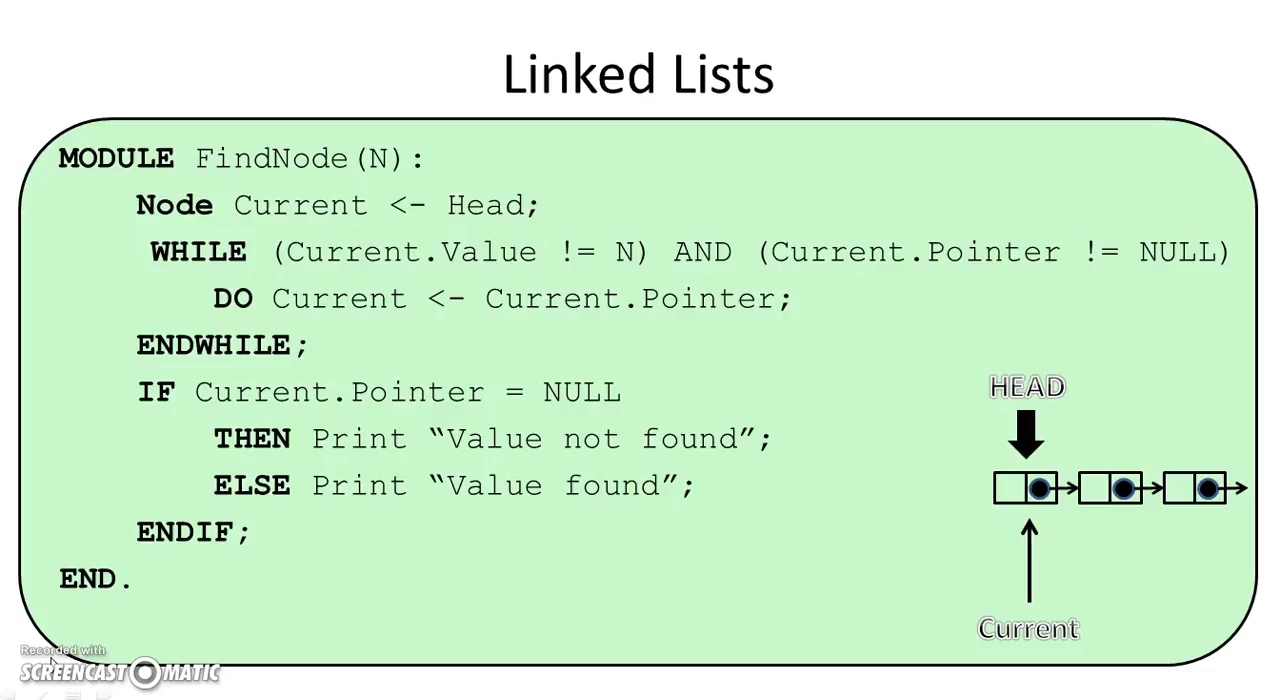 Linked Lists
MODULE FindNode(N):
Node Current <- Head;
WHILE (Current.Value != N) AND (Current.Pointer != NULL)
DO Current <- Current.Pointer;
ENDWHILE;
IF Current.Pointer = NULL
THEN Print “Value not found”;
ELSE Print “Value found”;
ENDIF;
END.
HEAD
Current
Recorded with
SCREENCAST-O-MATIC